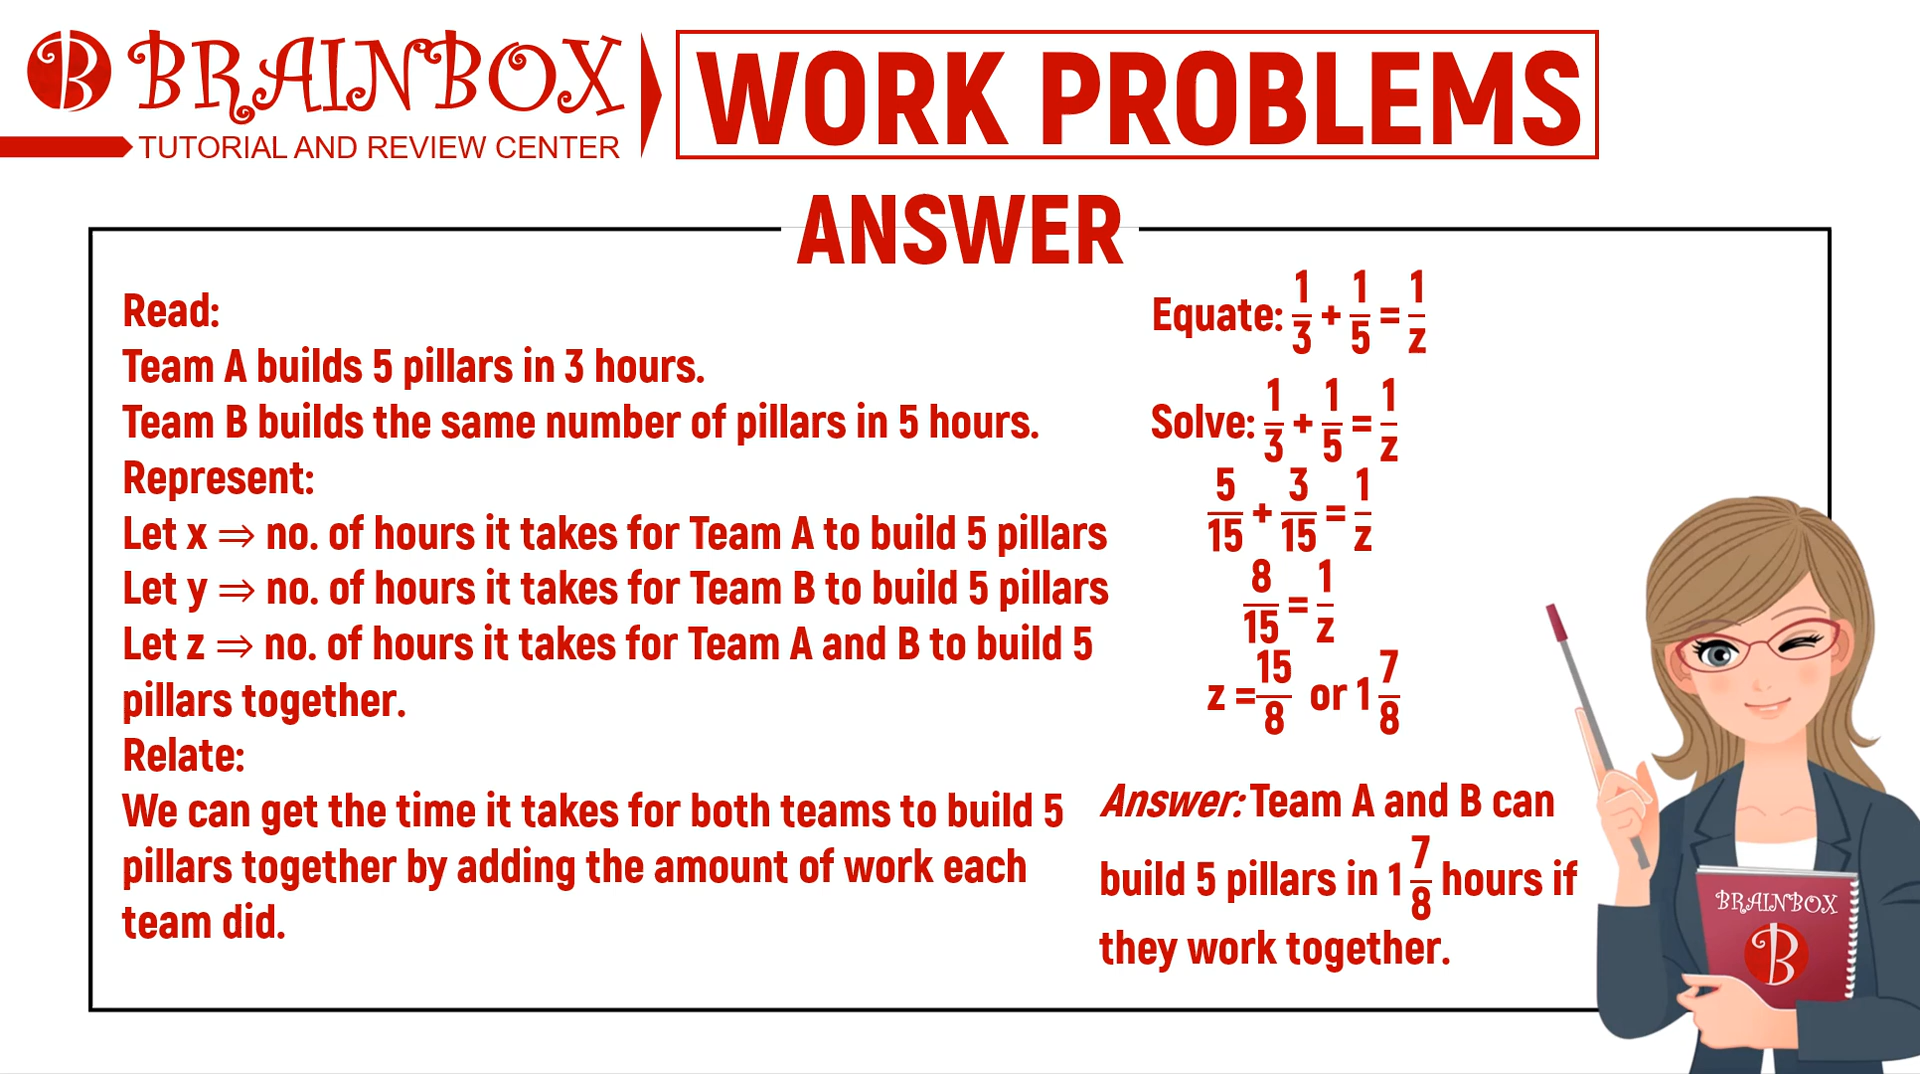 B BRAINBOX
TUTORIAL AND REVIEW CENTER
WORK PROBLEMS
ANSWER
Read:
Team A builds 5 pillars in 3 hours.
Team B builds the same number of pillars in 5 hours.
Represent:
Let x ⇒ no. of hours it takes for Team A to build 5 pillars
Let y ⇒ no. of hours it takes for Team B to build 5 pillars
Let z ⇒ no. of hours it takes for Team A and B to build 5
pillars together.
Relate:
We can get the time it takes for both teams to build 5
pillars together by adding the amount of work each
team did.
Equate: 1/3 + 1/5 = 1/z
Solve: 1/3 + 1/5 = 1/z
5/15 + 3/15 = 1/z
8/15 = 1/z
z = 15/8 or 1 7/8
Answer: Team A and B can
build 5 pillars in 1 7/8 hours if
they work together.
BRAINBOX
B